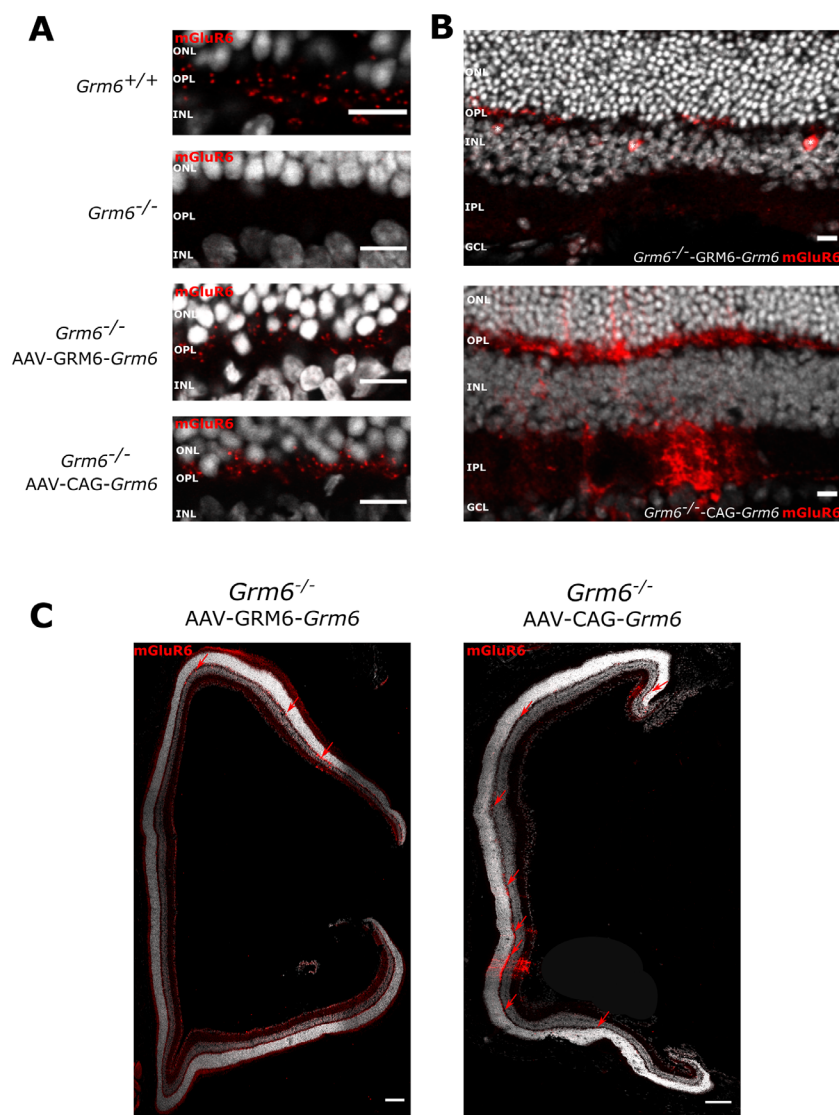 A
B
Grm6+/+
mGluR6
ONL
OPL
INL
Grm6-/-
mGluR6
ONL
OPL
INL
Grm6-/-
AAV-GRM6-Grm6
mGluR6
ONL
OPL
INL
Grm6-/-
AAV-CAG-Grm6
mGluR6
ONL
OPL
INL
ONL
OPL
INL
IPL
GCL
Grm6-/--GRM6-Grm6 mGluR6
ONL
OPL
INL
IPL
GCL
Grm6-/--CAG-Grm6 mGluR6
C
Grm6-/-
AAV-GRM6-Grm6
mGluR6
Grm6-/-
AAV-CAG-Grm6
mGluR6